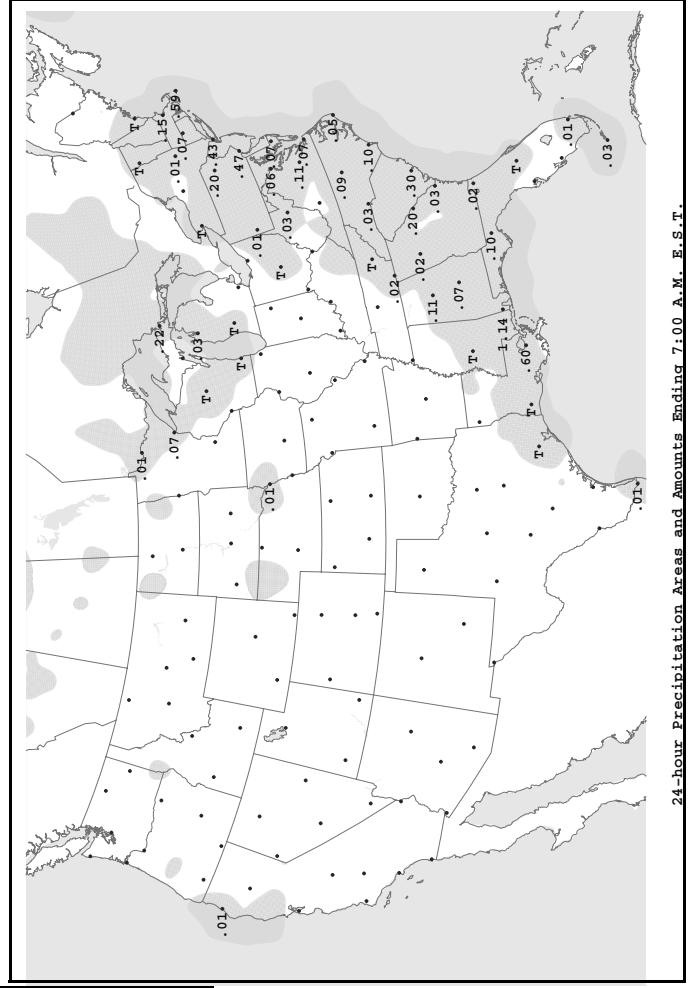 T
T
.01
.22
.15
.07
.01
.59
.07
.03
T
T
.20
.43
.01
T
.47
T
.01
.01
.06
.07
T
.03
.11
.07
.05
.09
.03
.10
T
.02
.30
.20
.02
.11
.03
.07
T
.02
.10
1.14
T
.60
T
T
.01
.03
.01
24-hour Precipitation Areas and Amounts Ending 7:00 A.M. E.S.T.